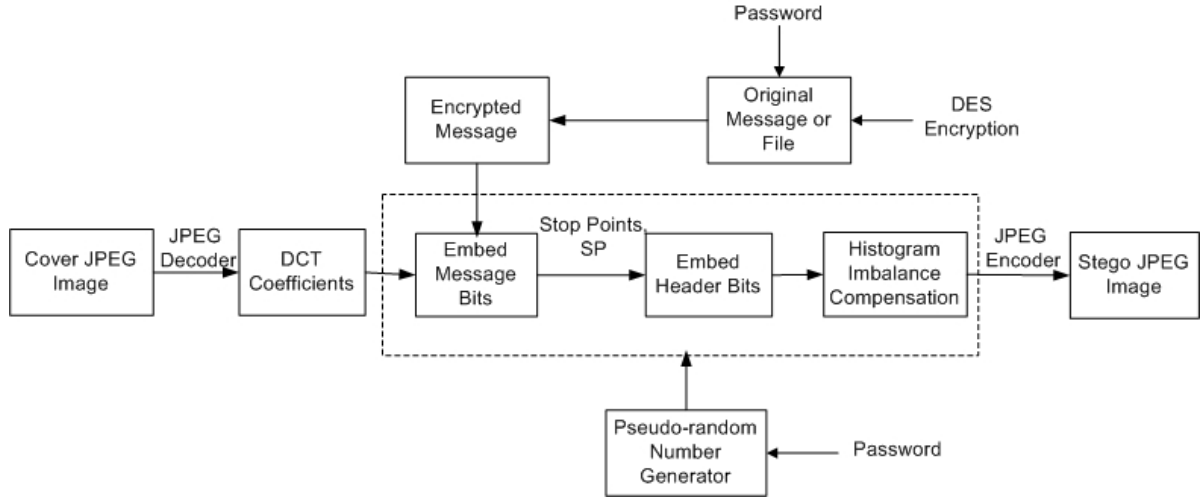 Password
Encrypted
Message
Original
Message or
File
DES
Encryption
Cover JPEG
Image
JPEG
Decoder
DCT
Coefficients
Embed
Message
Bits
Stop Points,
SP
Embed
Header Bits
Histogram
Imbalance
Compensation
JPEG
Encoder
Stego JPEG
Image
Pseudo-random
Number
Generator
Password